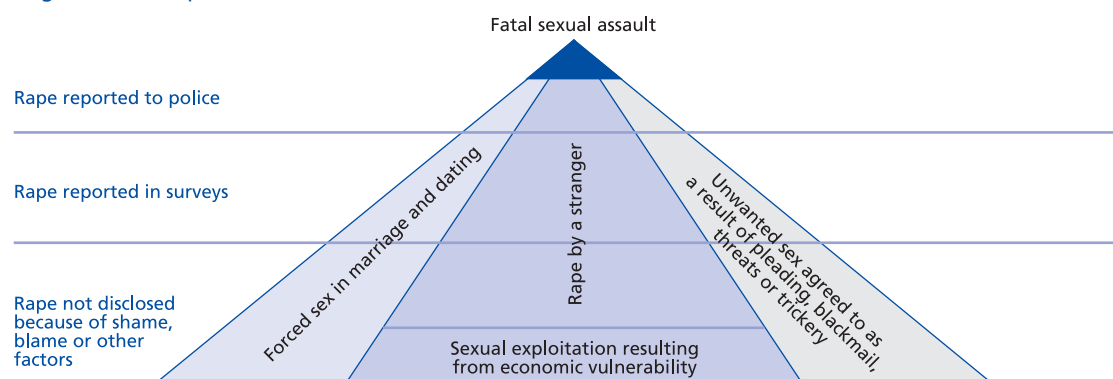 Fatal sexual assault
Rape reported to police
Rape reported in surveys
Rape not disclosed
because of shame,
blame or other
factors
Forced sex in marriage and dating
Rape by a stranger
Unwanted sex agreed to as
a result of pleading, blackmail,
threats or trickery
Sexual exploitation resulting
from economic vulnerability